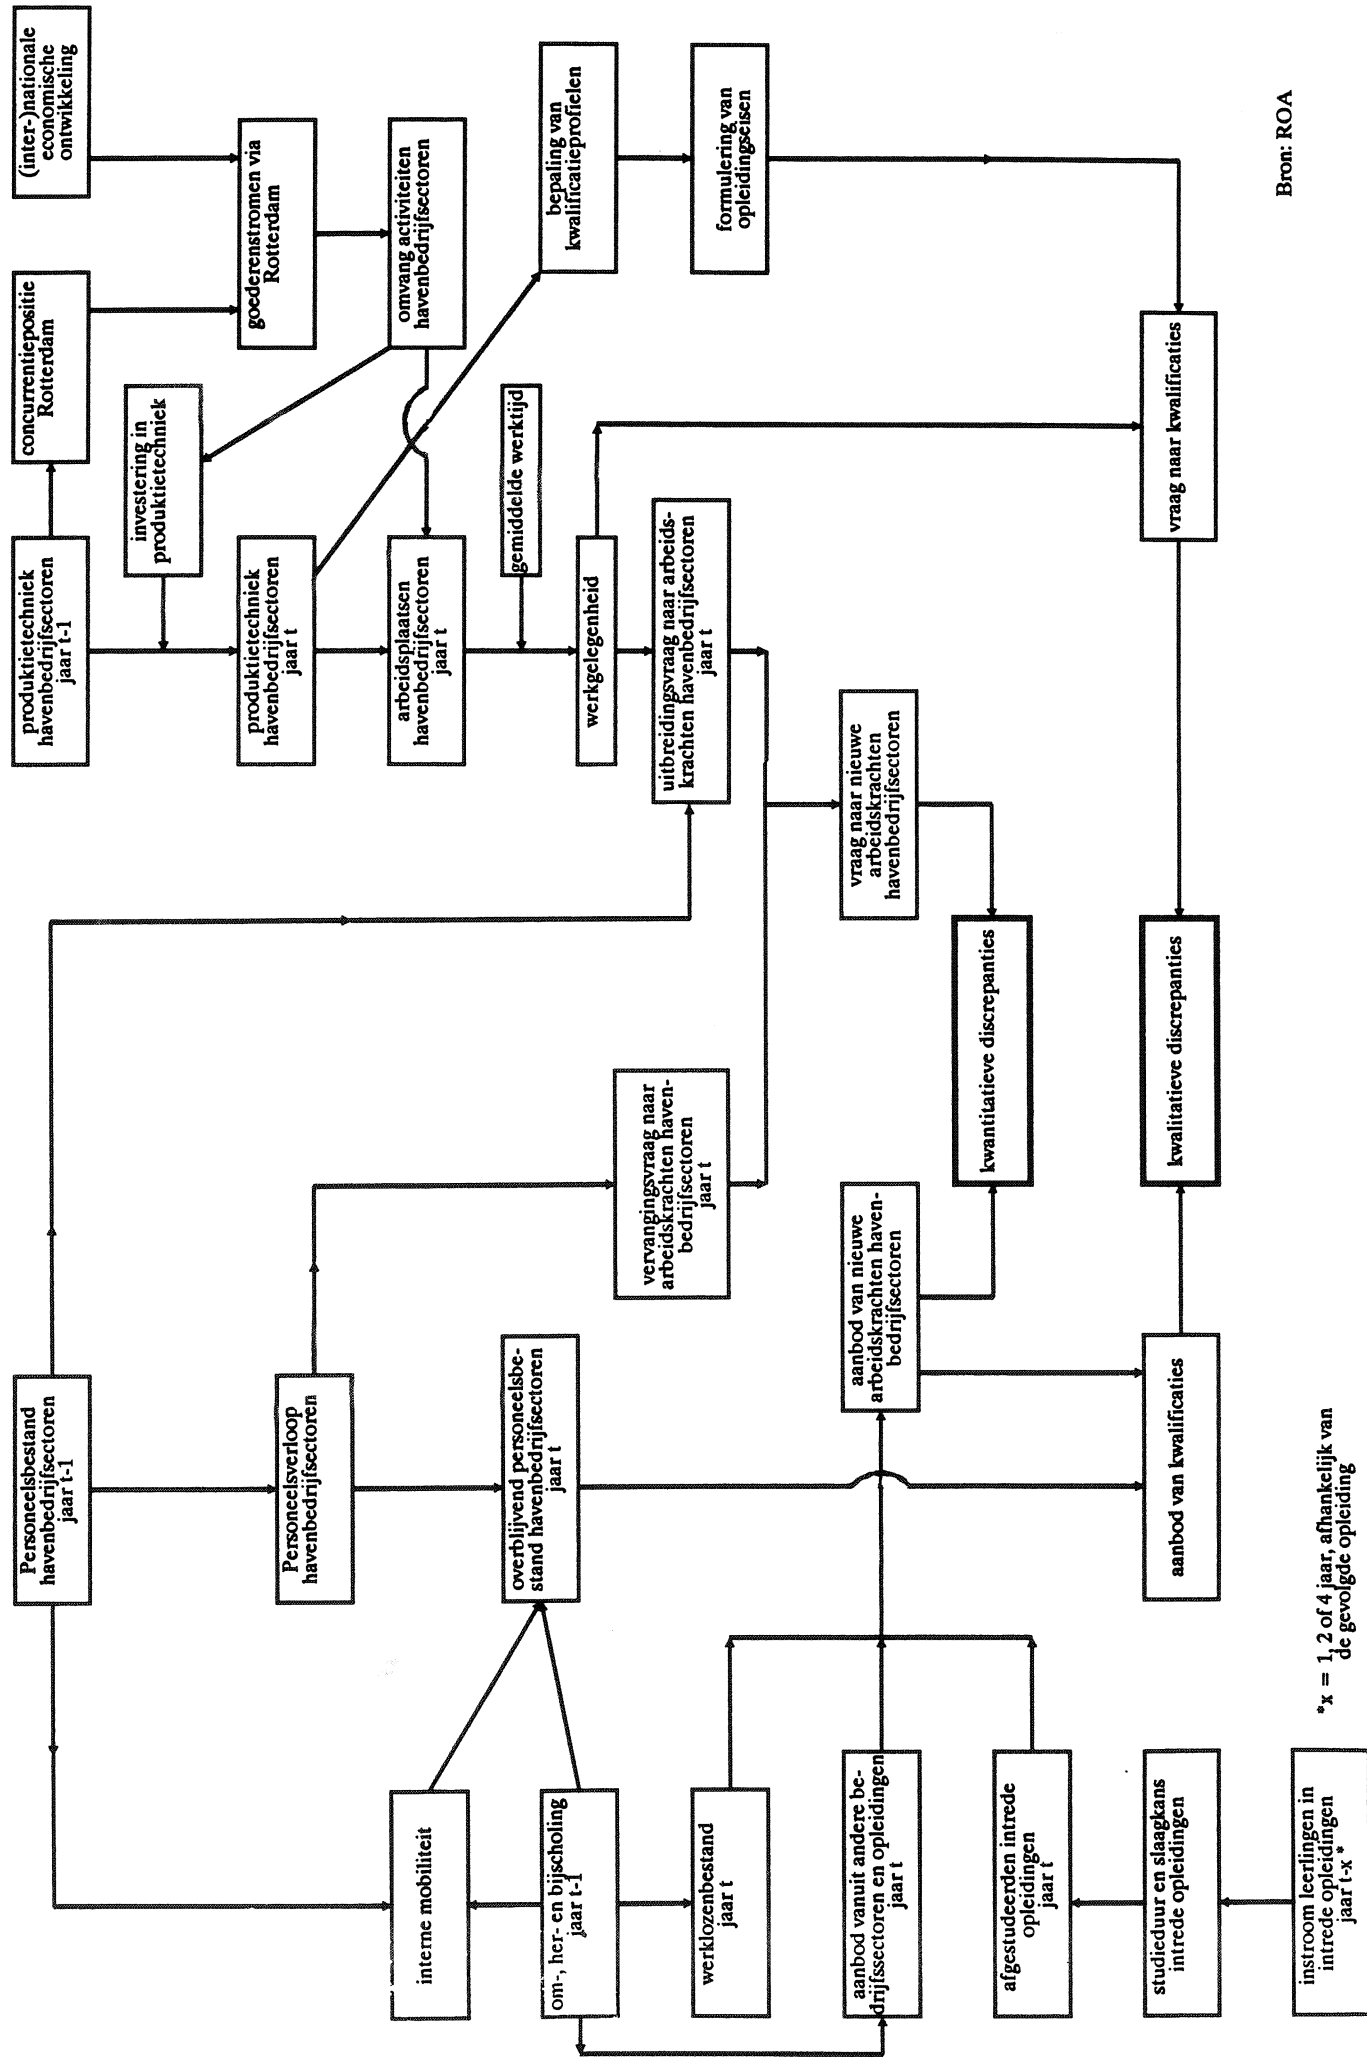 Personeelsbestand
havenbedrijfsectoren
jaar t-1
produktietechniek
havenbedrijfsectoren
jaar t-1
concurrentiepositie
Rotterdam
(inter-)nationale
economische
ontwikkeling
investering in
produktietechniek
Personeelsverloop
havenbedrijfsectoren
produktietechniek
havenbedrijfsectoren
jaar t
goederenstromen via
Rotterdam
interne mobiliteit
arbeidsplaatsen
havenbedrijfsectoren
jaar t
omvang activiteiten
havenbedrijfsectoren
om-, her- en bijscholing
jaar t-1
overblijvend personeelsbe-
stand havenbedrijfsectoren
jaar t
gemiddelde werktijd
bepaling van
kwalificatieprofielen
werkgelegenheid
vervangingsvraag naar
arbeidskrachten haven-
bedrijfsectoren
jaar t
uitbreidingsvraag naar arbeids-
krachten havenbedrijfsectoren
jaar t
werklozenbestand
jaar t
formulering van
opleidingseisen
aanbod vanuit andere be-
drijfssectoren en opleidingen
jaar t
aanbod van nieuwe
arbeidskrachten haven-
bedrijfsectoren
vraag naar nieuwe
arbeidskrachten
havenbedrijfsectoren
kwantitatieve discrepanties
afgestudeerden intrede
opleidingen
jaar t
studieduur en slaagkans
intrede opleidingen
aanbod van kwalificaties
kwalitatieve discrepanties
vraag naar kwalificaties
instroom leerlingen in
intrede opleidingen
jaar t-x *
*x = 1, 2 of 4 jaar, afhankelijk van
de gevolgde opleiding
Bron: ROA